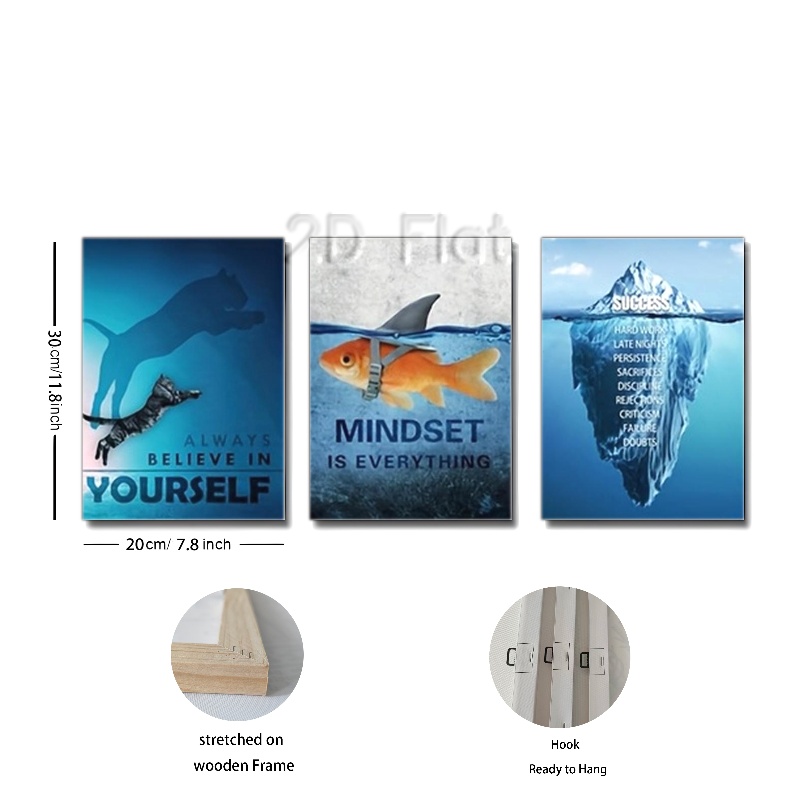 2D Flat
30cm/11.8inch
ALWAYS
BELIEVE IN
YOURSELF
MINDSET
IS EVERYTHING
SUCCESS
HARD WORK
LATE NIGHTS
PERSISTENCE
SACRIFICES
DISCIPLINE
REJECTIONS
CRITICISM
FAILURE
DOUBTS
20cm/ 7.8 inch
stretched on
wooden Frame
Hook
Ready to Hang